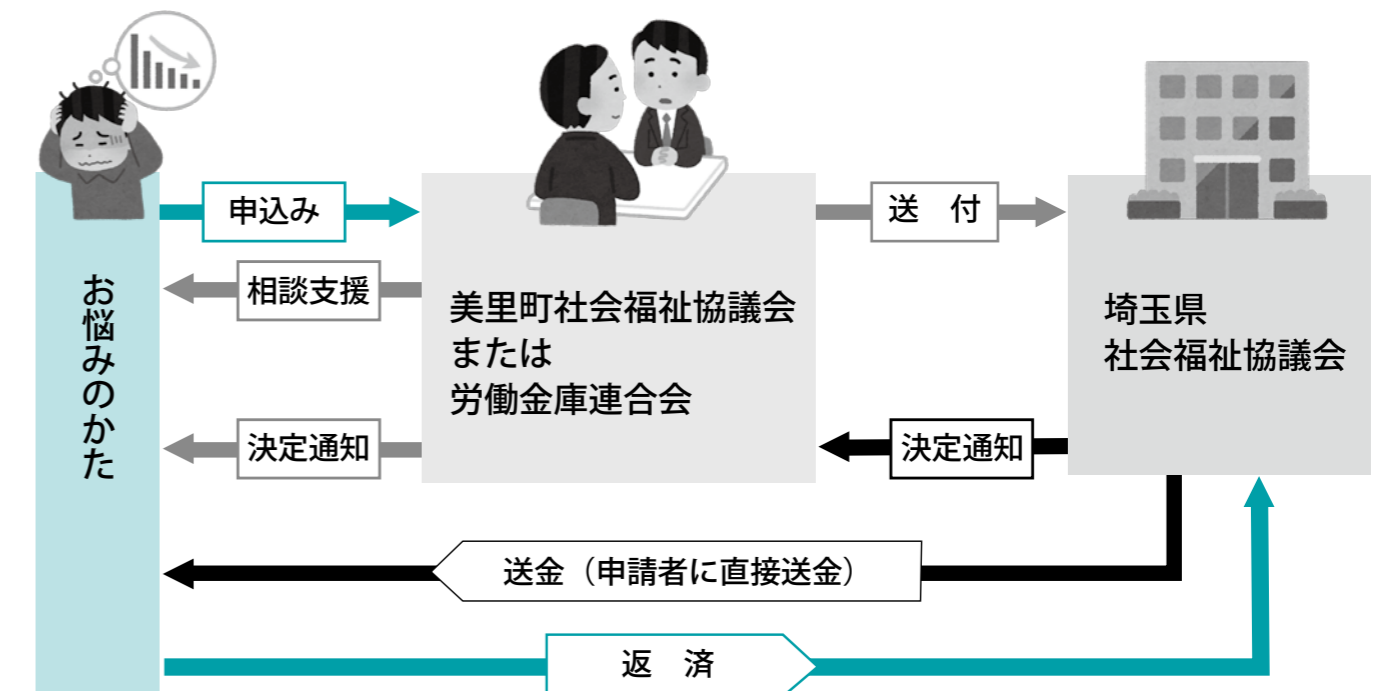 お悩みのかた
申込み
相談支援
決定通知
美里町社会福祉協議会
または
労働金庫連合会
送　付
決定通知
埼玉県
社会福祉協議会
送金（申請者に直接送金）
返　済